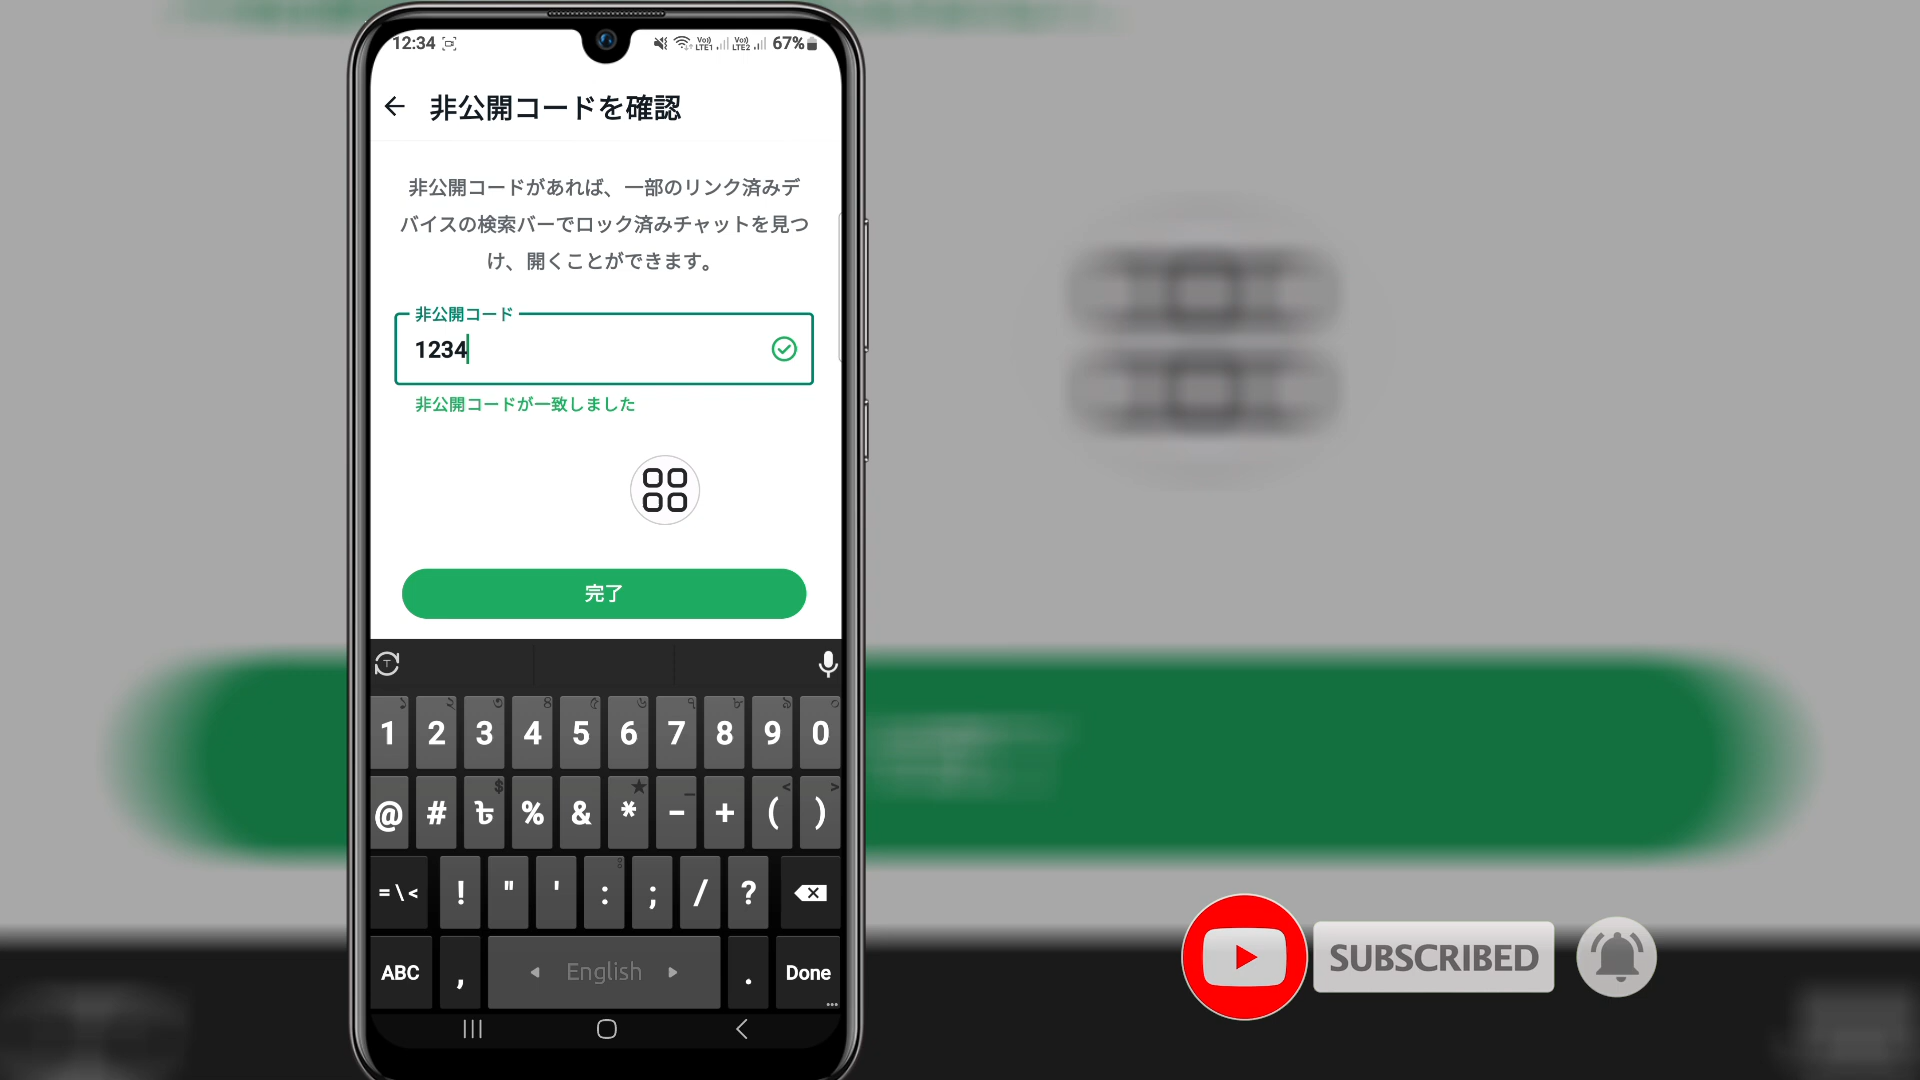 12:34
Vo)) LTE1
Vo)) LTE2
67%
非公開コードを確認
非公開コードがあれば、一部のリンク済みデ
バイスの検索バーでロック済みチャットを見つ
け、開くことができます。
非公開コード
1234
非公開コードが一致しました
完了
T
1 2 3 4 5 6 7 8 9 0
@ # ৳ % & * - + ( )
=\< ! " ' : ; / ?
ABC , English . Done
SUBSCRIBED